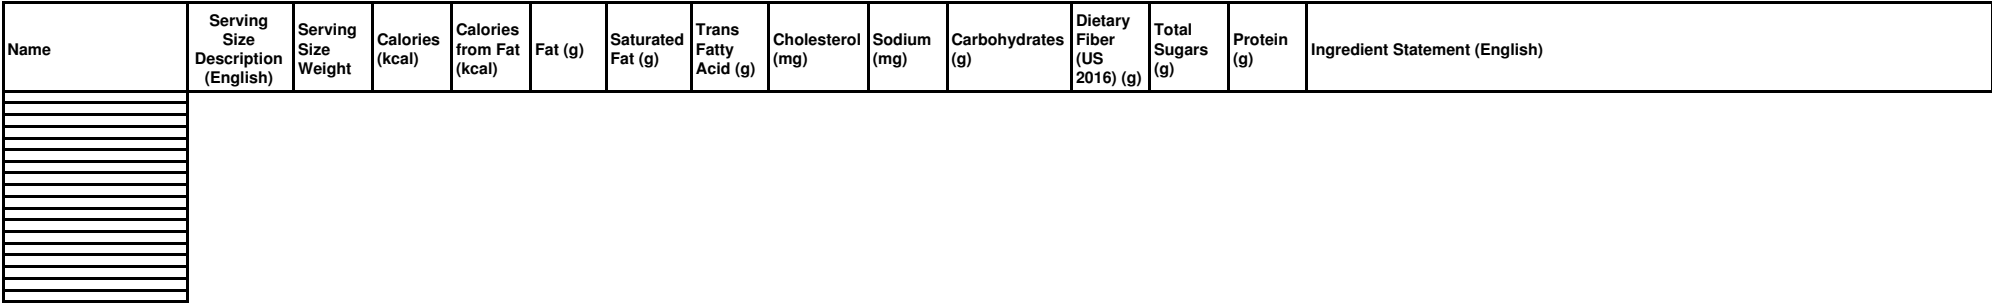 Name
Serving
Size
Description
(English)
Serving
Size
Weight
Calories
(kcal)
Calories
from Fat
(kcal)
Fat (g)
Saturated
Fat (g)
Trans
Fatty
Acid (g)
Cholesterol
(mg)
Sodium
(mg)
Carbohydrates
(g)
Dietary
Fiber
(US
2016) (g)
Total
Sugars
(g)
Protein
(g)
Ingredient Statement (English)